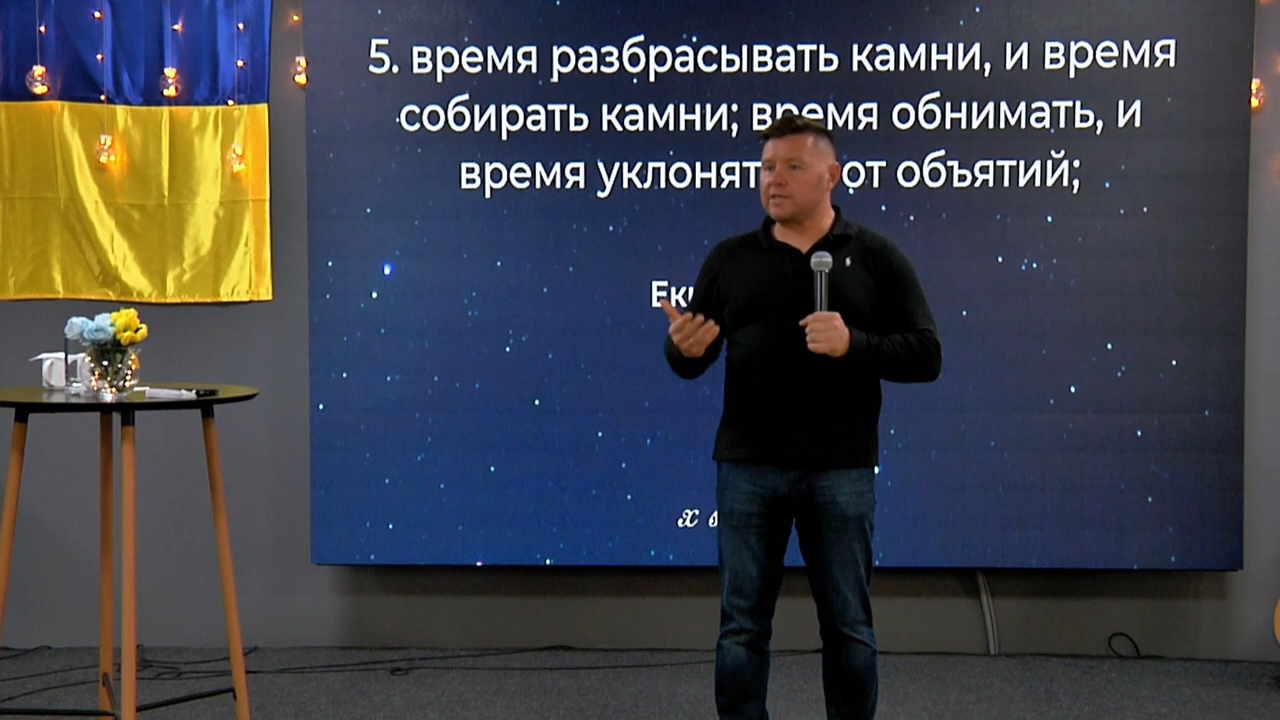 5. время разбрасывать камни, и время
собирать камни; время обнимать, и
время от объятий;